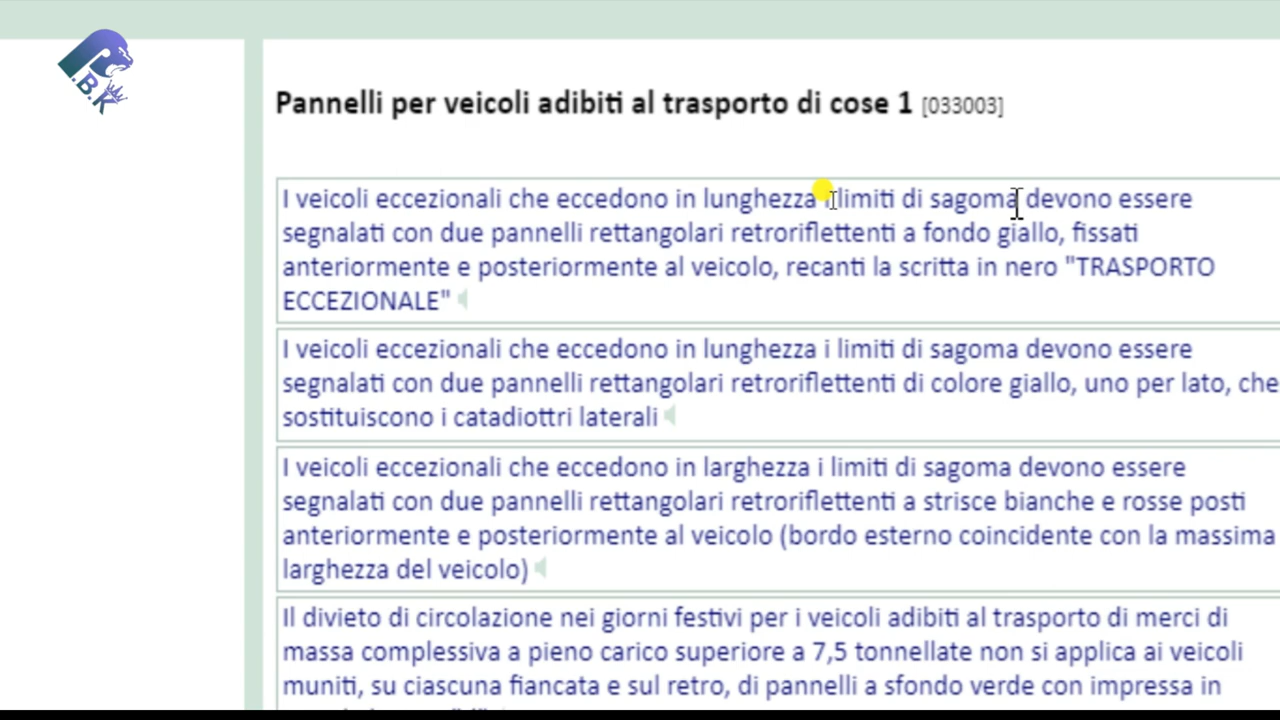 .B.K
Pannelli per veicoli adibiti al trasporto di cose 1 [033003]
I veicoli eccezionali che eccedono in lunghezza i limiti di sagoma devono essere
segnalati con due pannelli rettangolari retroriflettenti a fondo giallo, fissati
anteriormente e posteriormente al veicolo, recanti la scritta in nero "TRASPORTO
ECCEZIONALE"
I veicoli eccezionali che eccedono in lunghezza i limiti di sagoma devono essere
segnalati con due pannelli rettangolari retroriflettenti di colore giallo, uno per lato, che
sostituiscono i catadiottri laterali
I veicoli eccezionali che eccedono in larghezza i limiti di sagoma devono essere
segnalati con due pannelli rettangolari retroriflettenti a strisce bianche e rosse posti
anteriormente e posteriormente al veicolo (bordo esterno coincidente con la massima
larghezza del veicolo)
Il divieto di circolazione nei giorni festivi per i veicoli adibiti al trasporto di merci di
massa complessiva a pieno carico superiore a 7,5 tonnellate non si applica ai veicoli
muniti, su ciascuna fiancata e sul retro, di pannelli a sfondo verde con impressa in